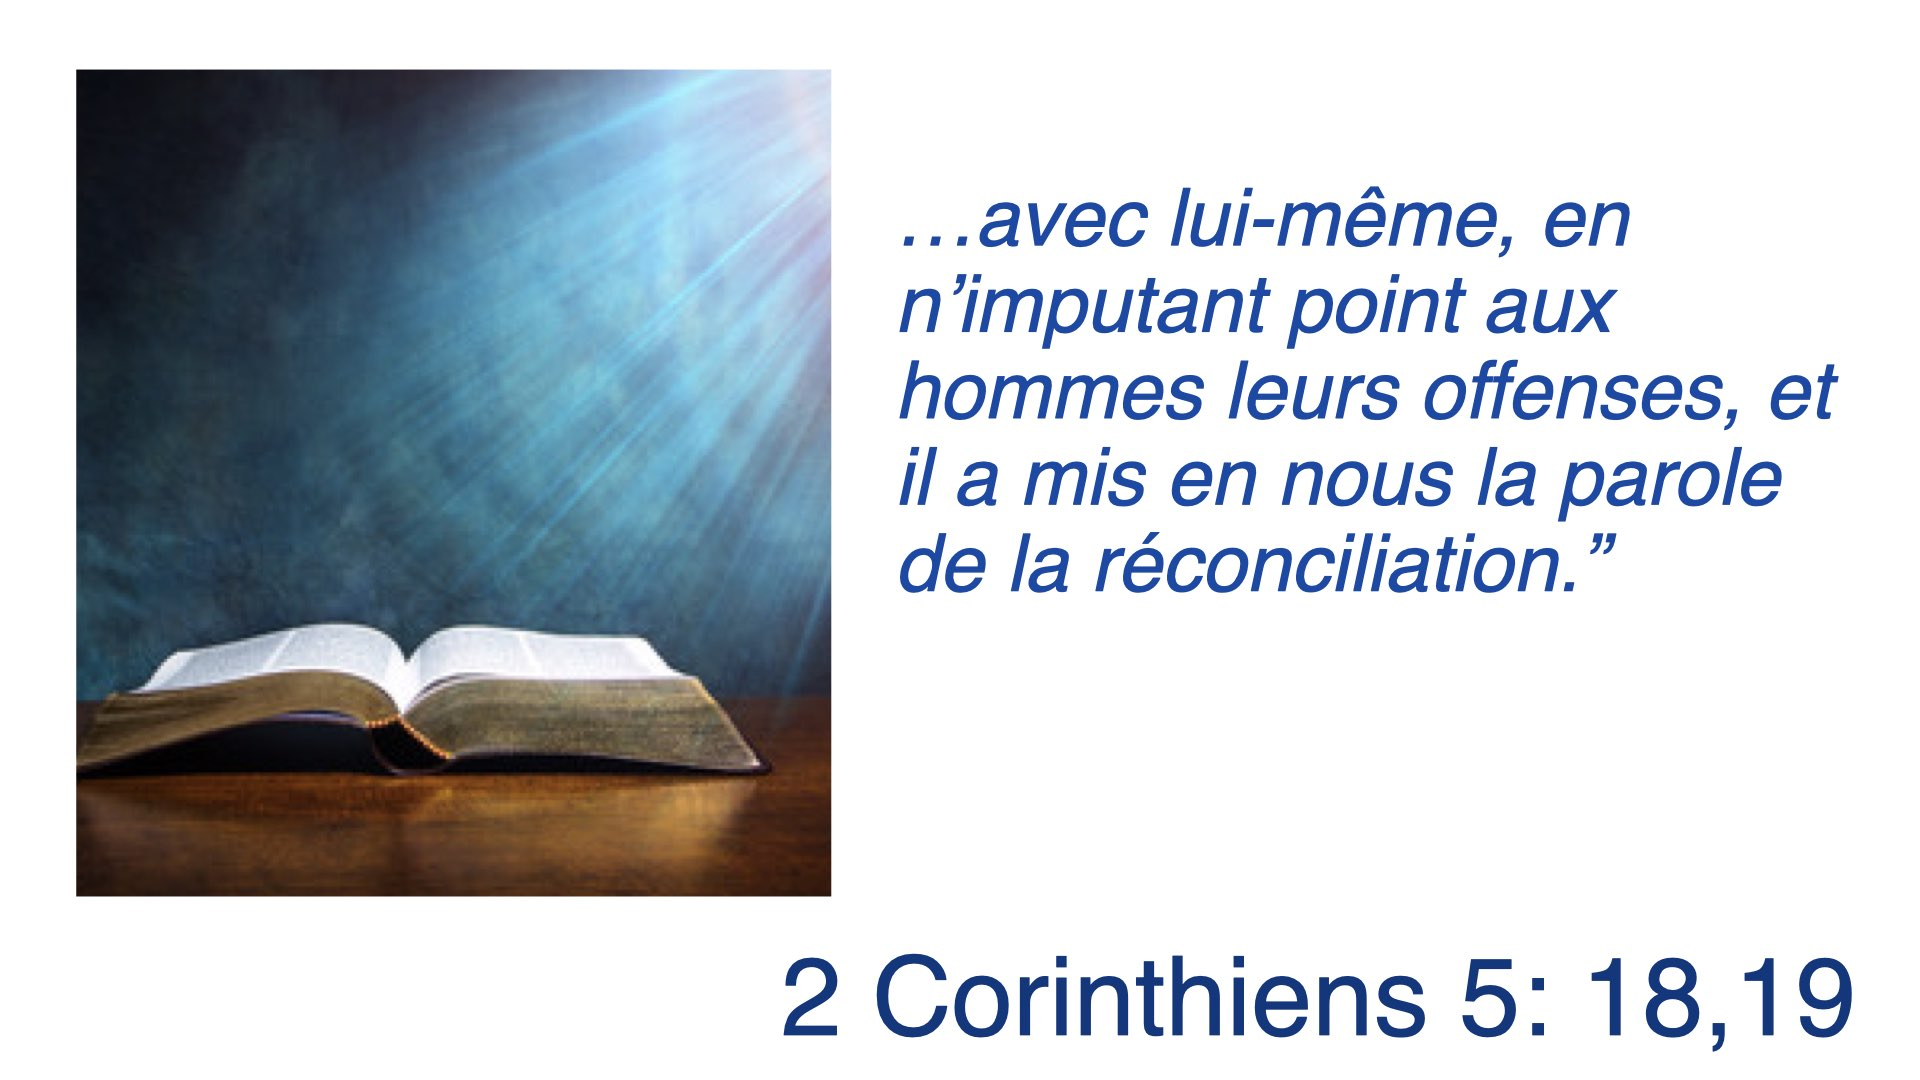 …avec lui-même, en
n’imputant point aux
hommes leurs offenses, et
il a mis en nous la parole
de la réconciliation.”
2 Corinthiens 5: 18,19